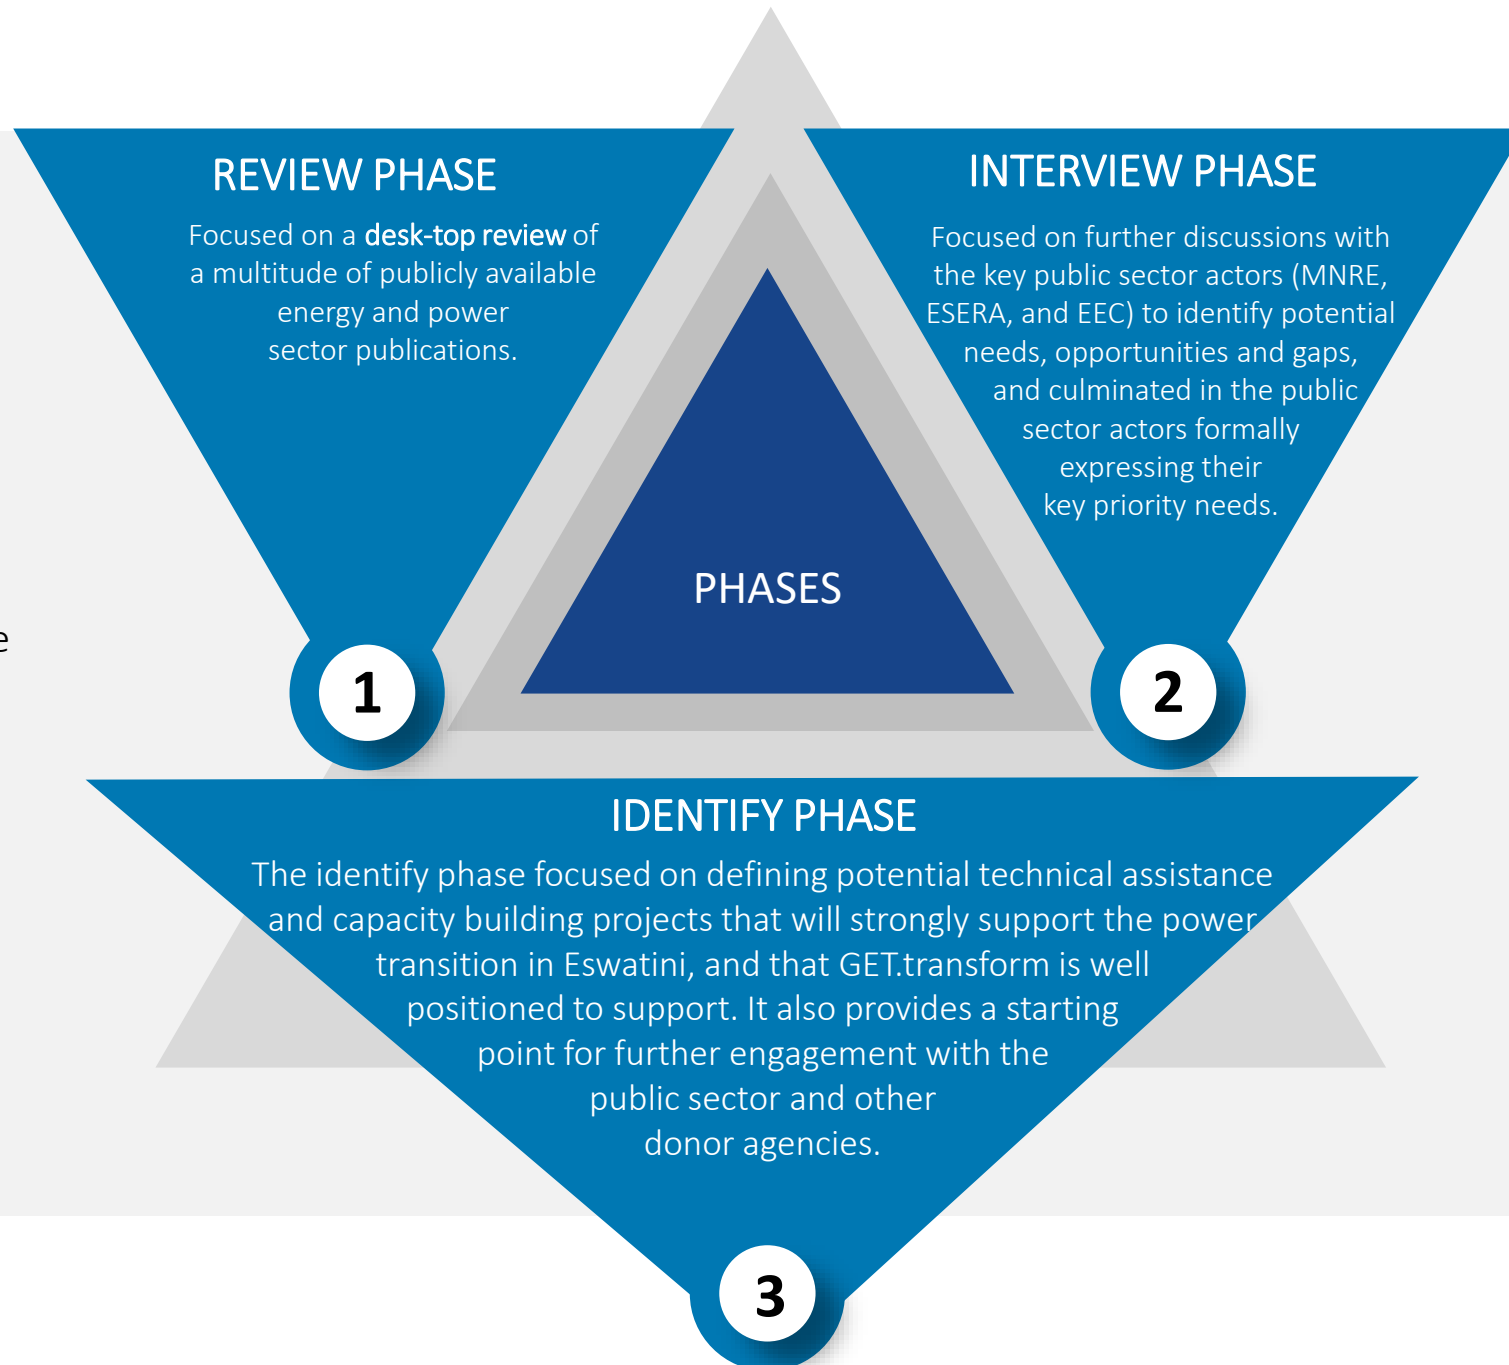 REVIEW PHASE
Focused on a desk-top review of
a multitude of publicly available
energy and power
sector publications.
1
INTERVIEW PHASE
Focused on further discussions with
the key public sector actors (MNRE,
ESERA, and EEC) to identify potential
needs, opportunities and gaps,
and culminated in the public
sector actors formally
expressing their
key priority needs.
2
PHASES
e
IDENTIFY PHASE
The identify phase focused on defining potential technical assistance
and capacity building projects that will strongly support the power
transition in Eswatini, and that GET.transform is well
positioned to support. It also provides a starting
point for further engagement with the
public sector and other
donor agencies.
3